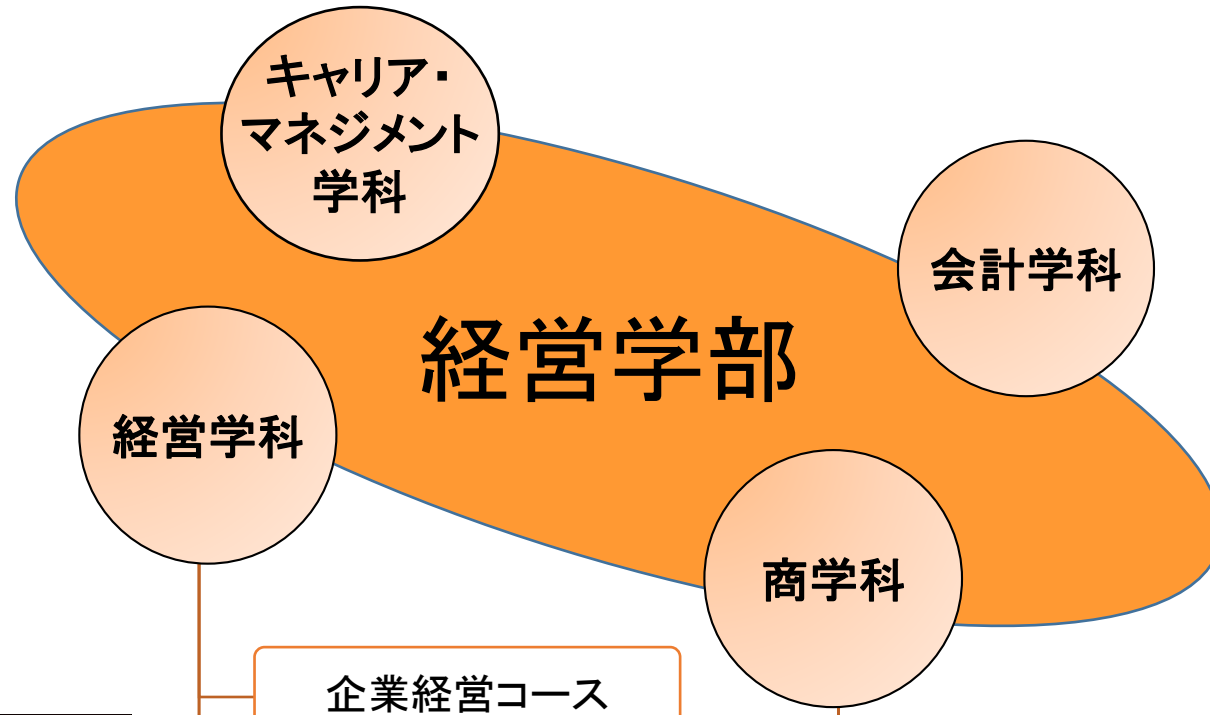 キャリア・
マネジメント
学科
会計学科
経営学部
経営学科
商学科
企業経営コース